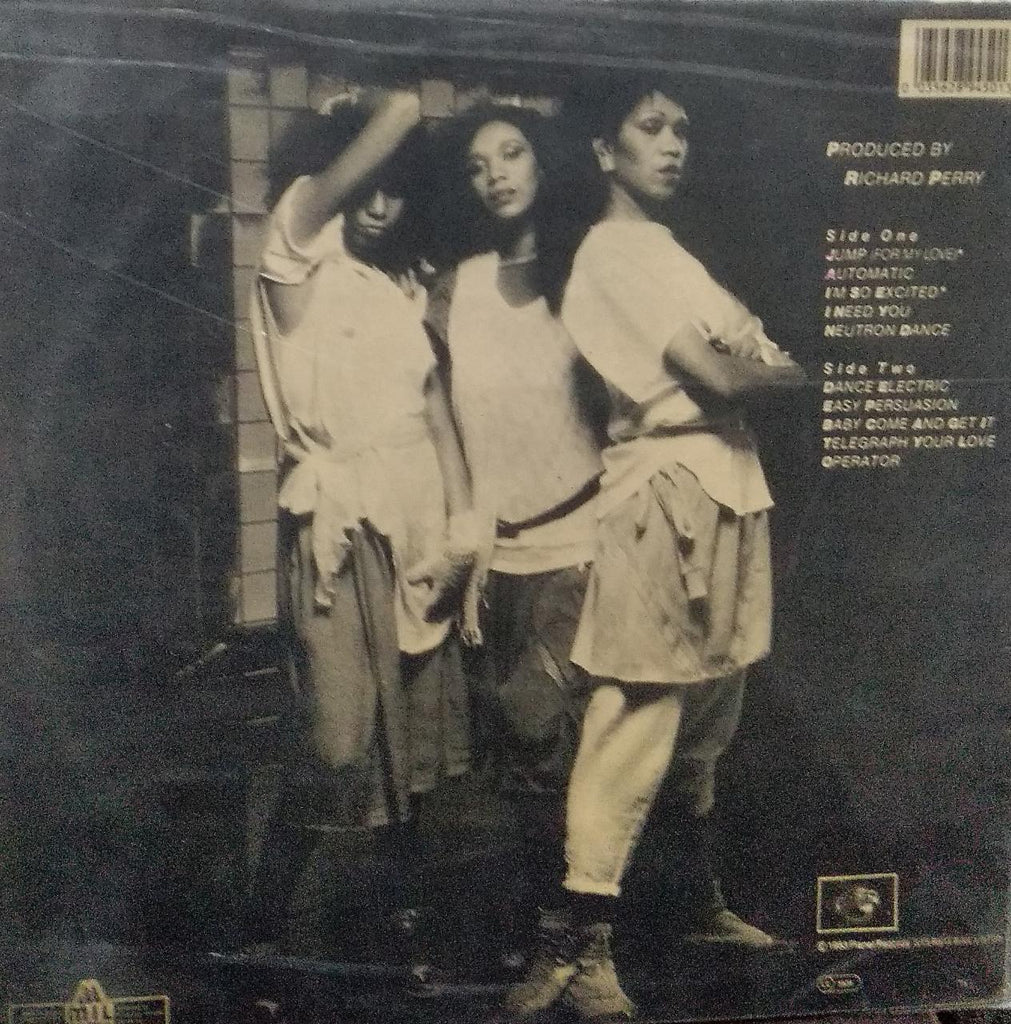 PRODUCED BY
RICHARD PERRY
Side One
JUMP (FOR MY LOVE)*
AUTOMATIC
I'M SO EXCITED*
I NEED YOU
NEUTRON DANCE
Side Two
DANCE ELECTRIC
EASY PERSUASION
BABY COME AND GET IT
TELEGRAPH YOUR LOVE
OPERATOR